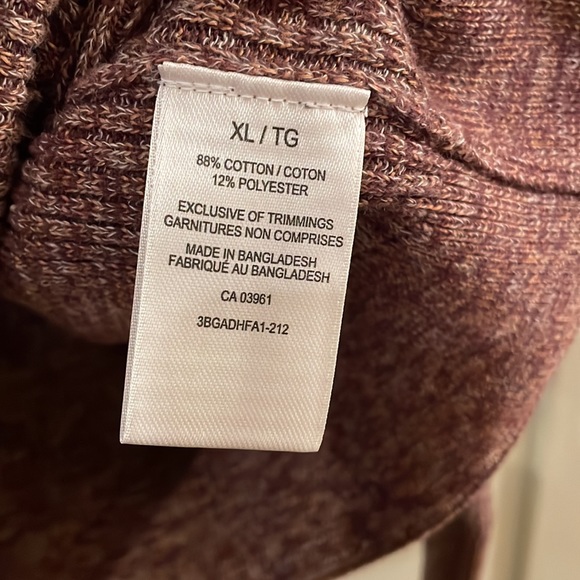 XL / TG
88% COTTON / COTON
12% POLYESTER
EXCLUSIVE OF TRIMMINGS
GARNITURES NON COMPRISES
MADE IN BANGLADESH
FABRIQUÉ AU BANGLADESH
CA 03961
3BGADHFA1-212